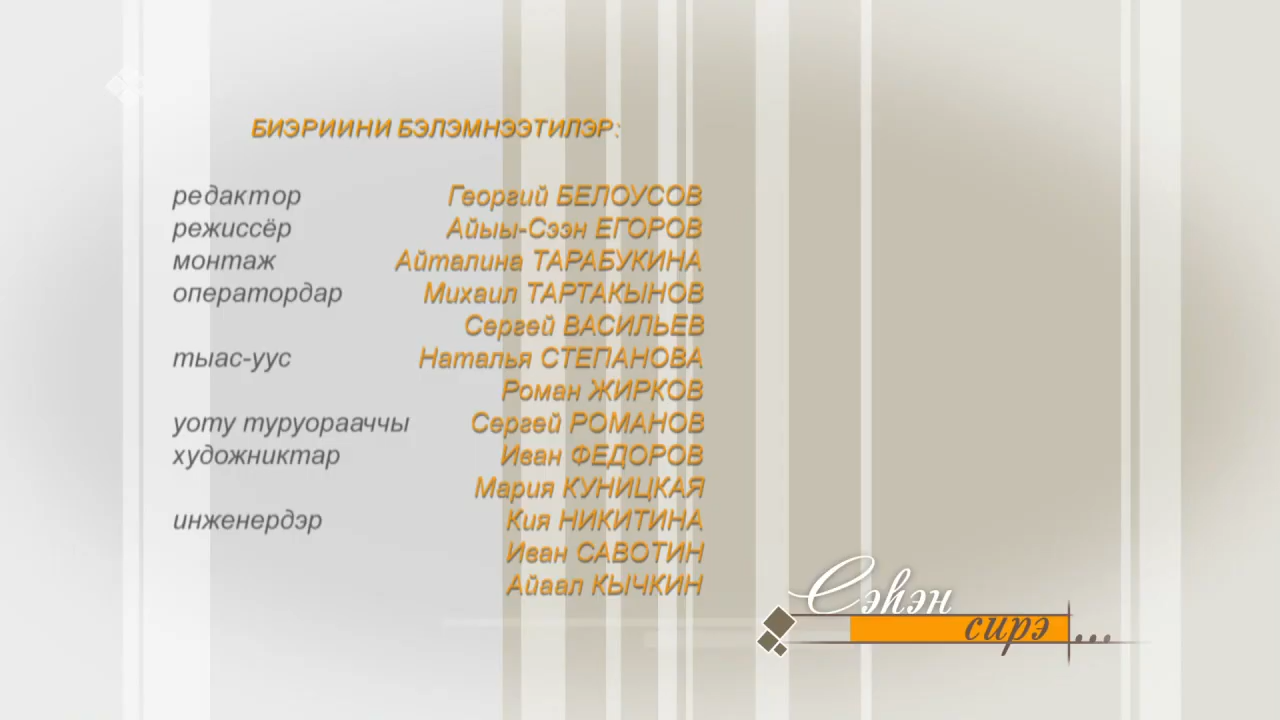 БИЭРИИНИ БЭЛЭМНЭЭТИЛЭР:
редактор Георгий БЕЛОУСОВ
режиссёр Айыы-Сээн ЕГОРОВ
монтаж Айталина ТАРАБУКИНА
оператордар Михаил ТАРТАКЫНОВ
Сергей ВАСИЛЬЕВ
тыас-уус Наталья СТЕПАНОВА
Роман ЖИРКОВ
уоту туруорааччы Сергей РОМАНОВ
художниктар Иван ФЕДОРОВ
Мария КУНИЦКАЯ
инженердэр Кия НИКИТИНА
Иван САВОТИН
Айаал КЫЧКИН
Сэһэн
сирэ...